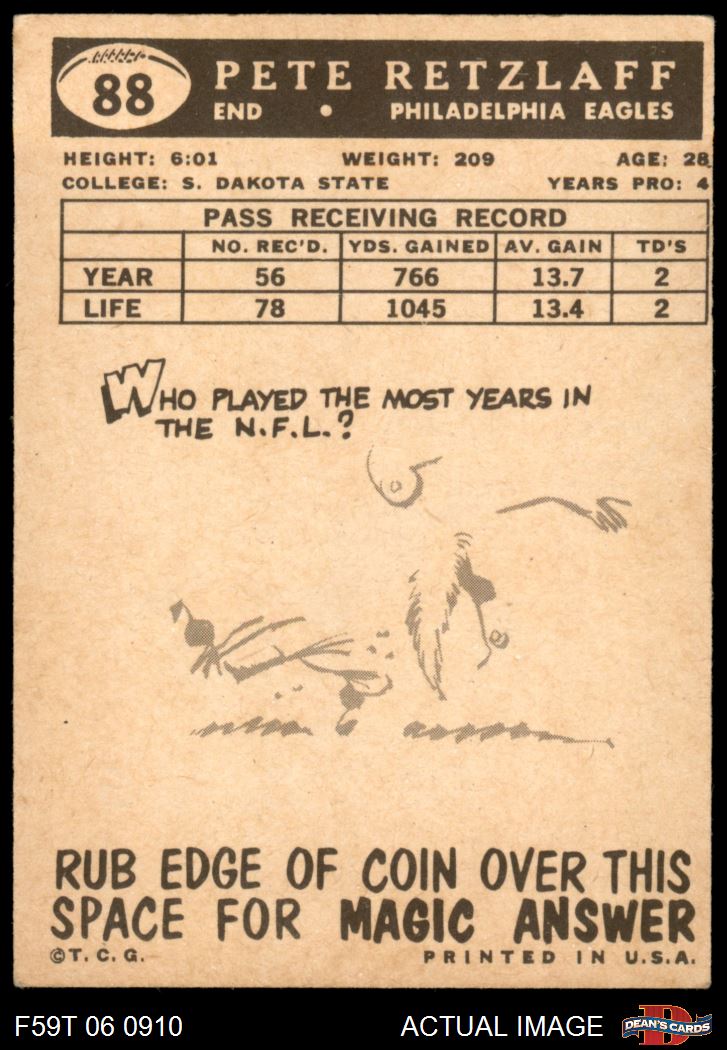 88
PETE RETZLAFF
END • PHILADELPHIA EAGLES
HEIGHT: 6:01 WEIGHT: 209 AGE: 28
COLLEGE: S. DAKOTA STATE YEARS PRO: 4
PASS RECEIVING RECORD
NO. REC'D. YDS. GAINED AV. GAIN TD'S
YEAR 56 766 13.7 2
LIFE 78 1045 13.4 2
WHO PLAYED THE MOST YEARS IN
THE N.F.L.?
RUB EDGE OF COIN OVER THIS
SPACE FOR MAGIC ANSWER
©T. C. G. PRINTED IN U.S.A.
F59T 06 0910 ACTUAL IMAGE D DEAN'S CARDS